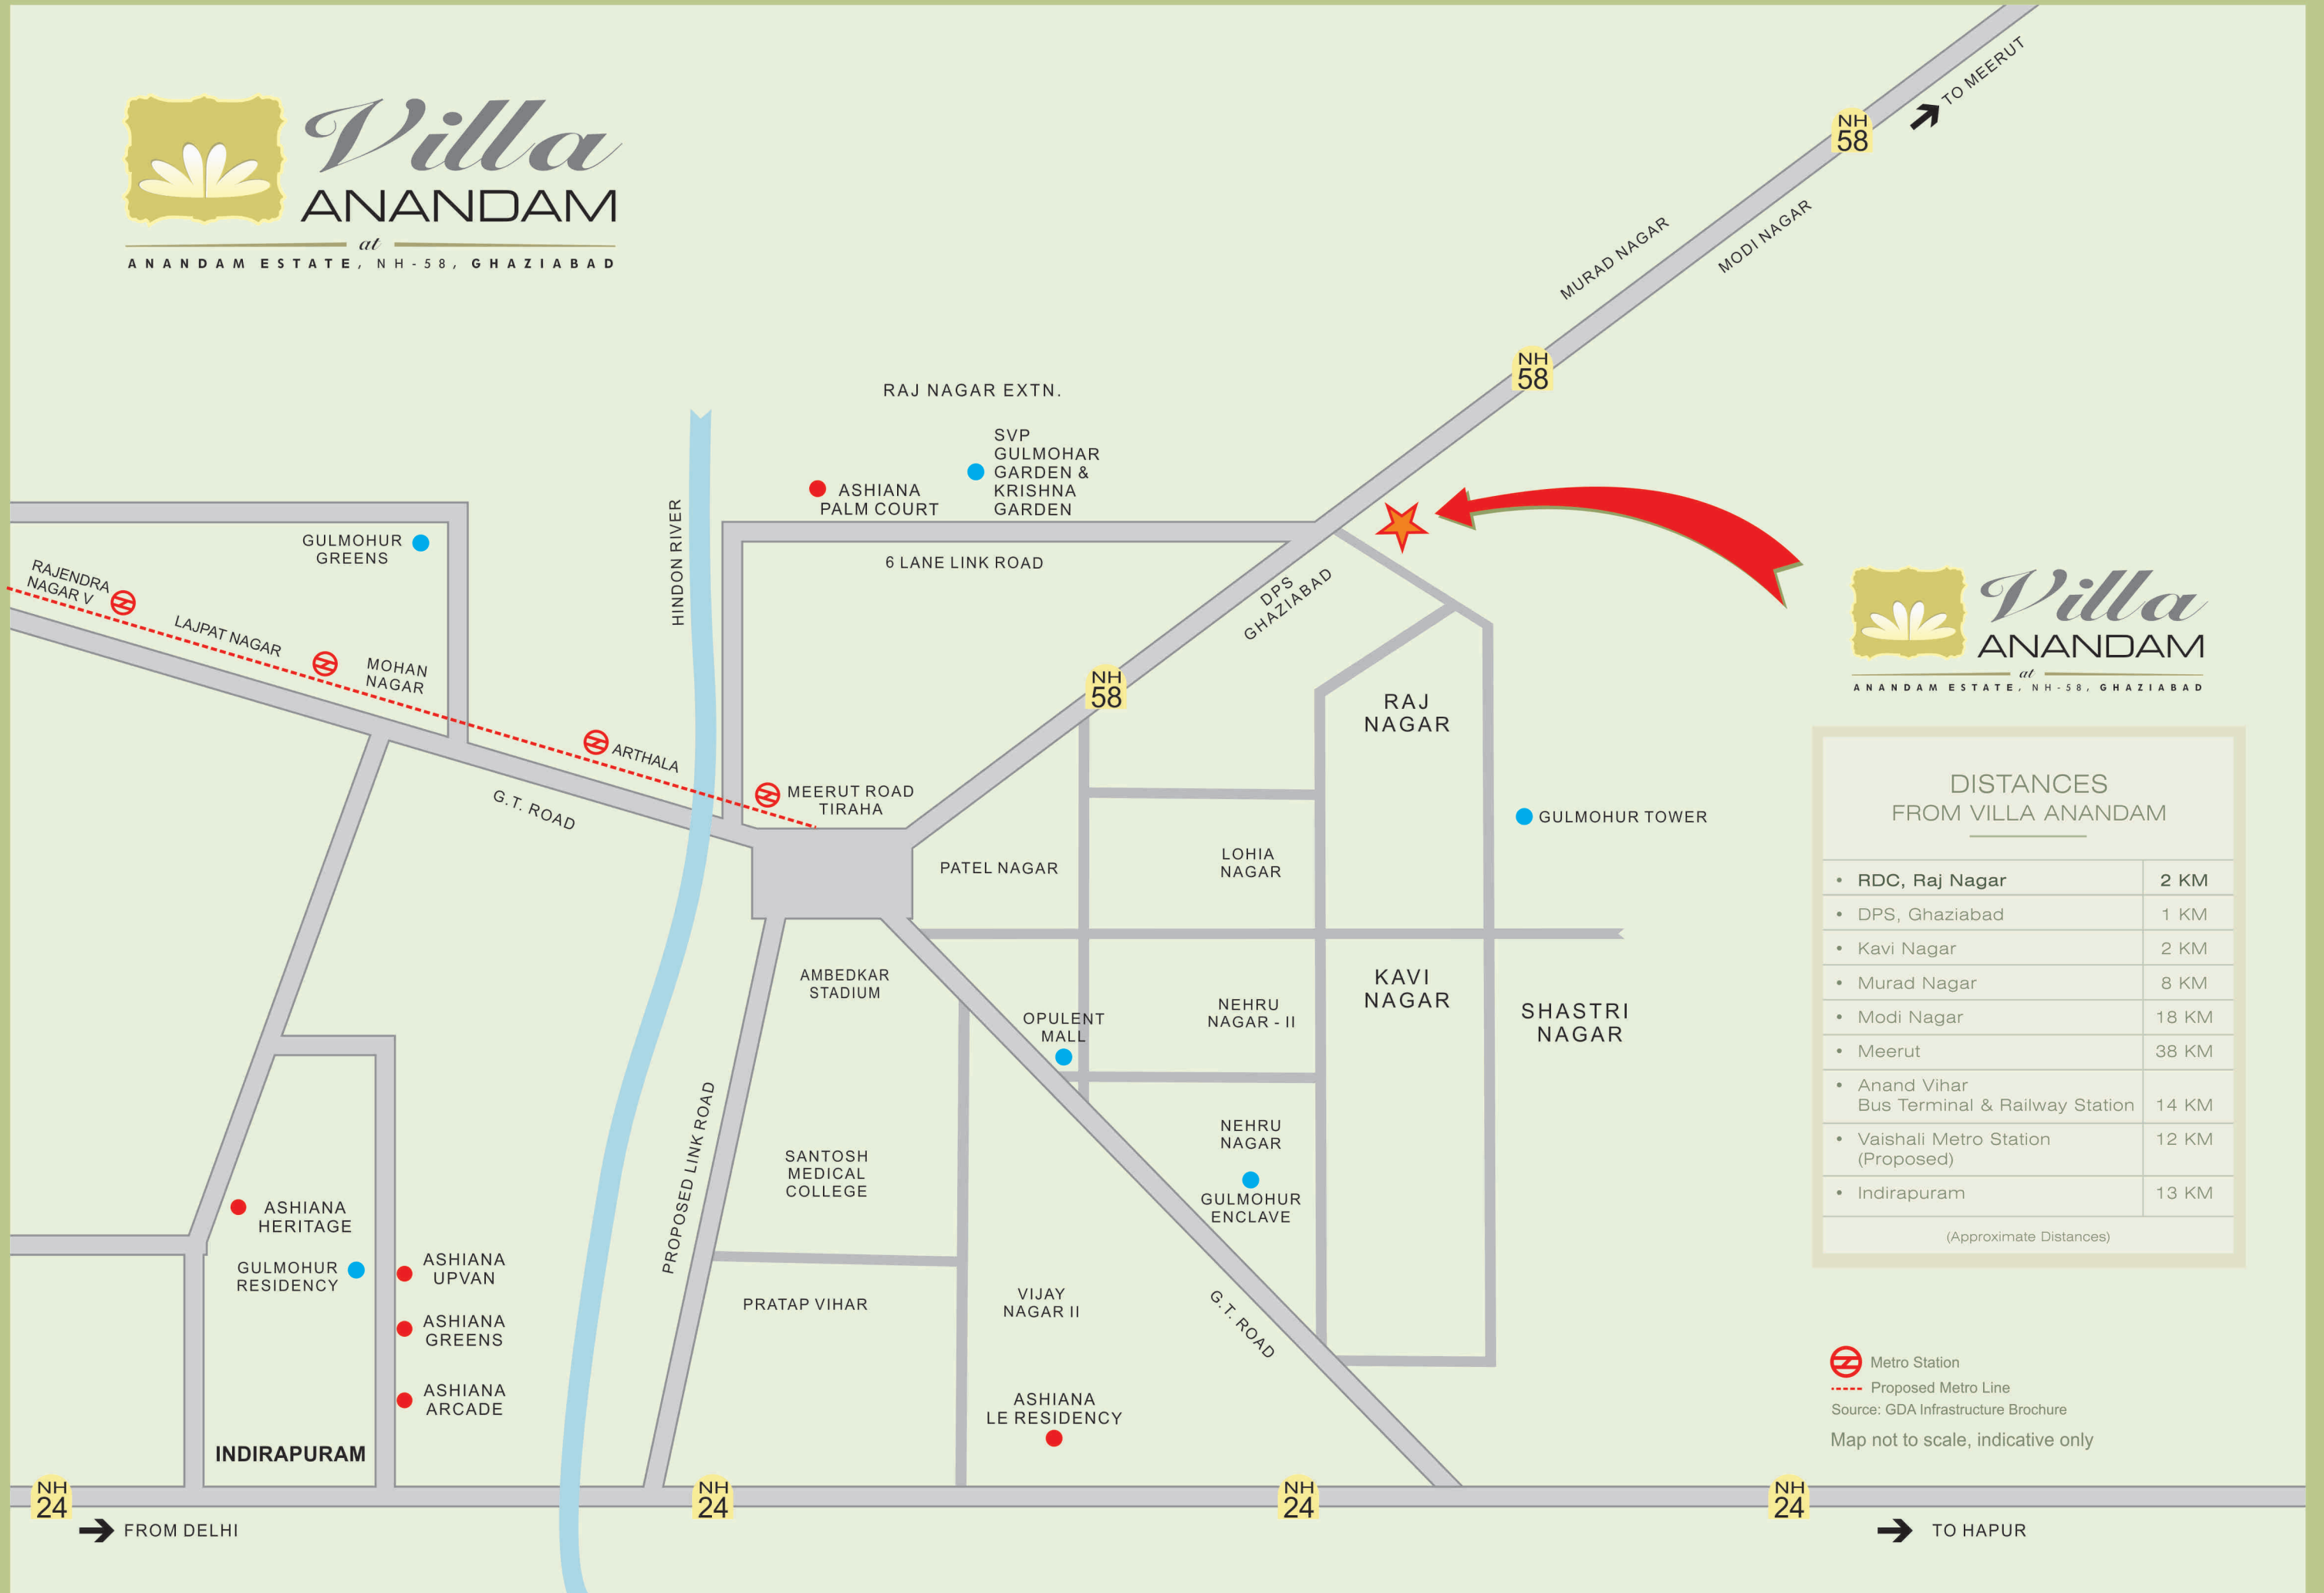 Villa
ANANDAM
at
ANANDAM ESTATE, NH-58, GHAZIABAD
TO MEERUT
NH
58
MURAD NAGAR
MODI NAGAR
NH
58
RAJ NAGAR EXTN.
SVP
GULMOHAR
GARDEN &
KRISHNA
GARDEN
ASHIANA
PALM COURT
HINDON RIVER
6 LANE LINK ROAD
GULMOHUR
GREENS
RAJENDRA
NAGAR V
LAJPAT NAGAR
MOHAN
NAGAR
ARTHALA
G.T. ROAD
MEERUT ROAD
TIRAHA
DPS
GHAZIABAD
NH
58
RAJ
NAGAR
GULMOHUR TOWER
PATEL NAGAR
LOHIA
NAGAR
AMBEDKAR
STADIUM
OPULENT
MALL
NEHRU
NAGAR - II
KAVI
NAGAR
SHASTRI
NAGAR
NEHRU
NAGAR
GULMOHUR
ENCLAVE
SANTOSH
MEDICAL
COLLEGE
PROPOSED LINK ROAD
PRATAP VIHAR
VIJAY
NAGAR II
G.T. ROAD
ASHIANA
LE RESIDENCY
ASHIANA
HERITAGE
GULMOHUR
RESIDENCY
ASHIANA
UPVAN
ASHIANA
GREENS
ASHIANA
ARCADE
INDIRAPURAM
NH
24
NH
24
NH
24
NH
24
FROM DELHI
TO HAPUR
Villa
ANANDAM
at
ANANDAM ESTATE, NH-58, GHAZIABAD
DISTANCES
FROM VILLA ANANDAM
• RDC, Raj Nagar 2 KM
• DPS, Ghaziabad 1 KM
• Kavi Nagar 2 KM
• Murad Nagar 8 KM
• Modi Nagar 18 KM
• Meerut 38 KM
• Anand Vihar
Bus Terminal & Railway Station 14 KM
• Vaishali Metro Station 12 KM
(Proposed)
• Indirapuram 13 KM
(Approximate Distances)
Metro Station
Proposed Metro Line
Source: GDA Infrastructure Brochure
Map not to scale, indicative only